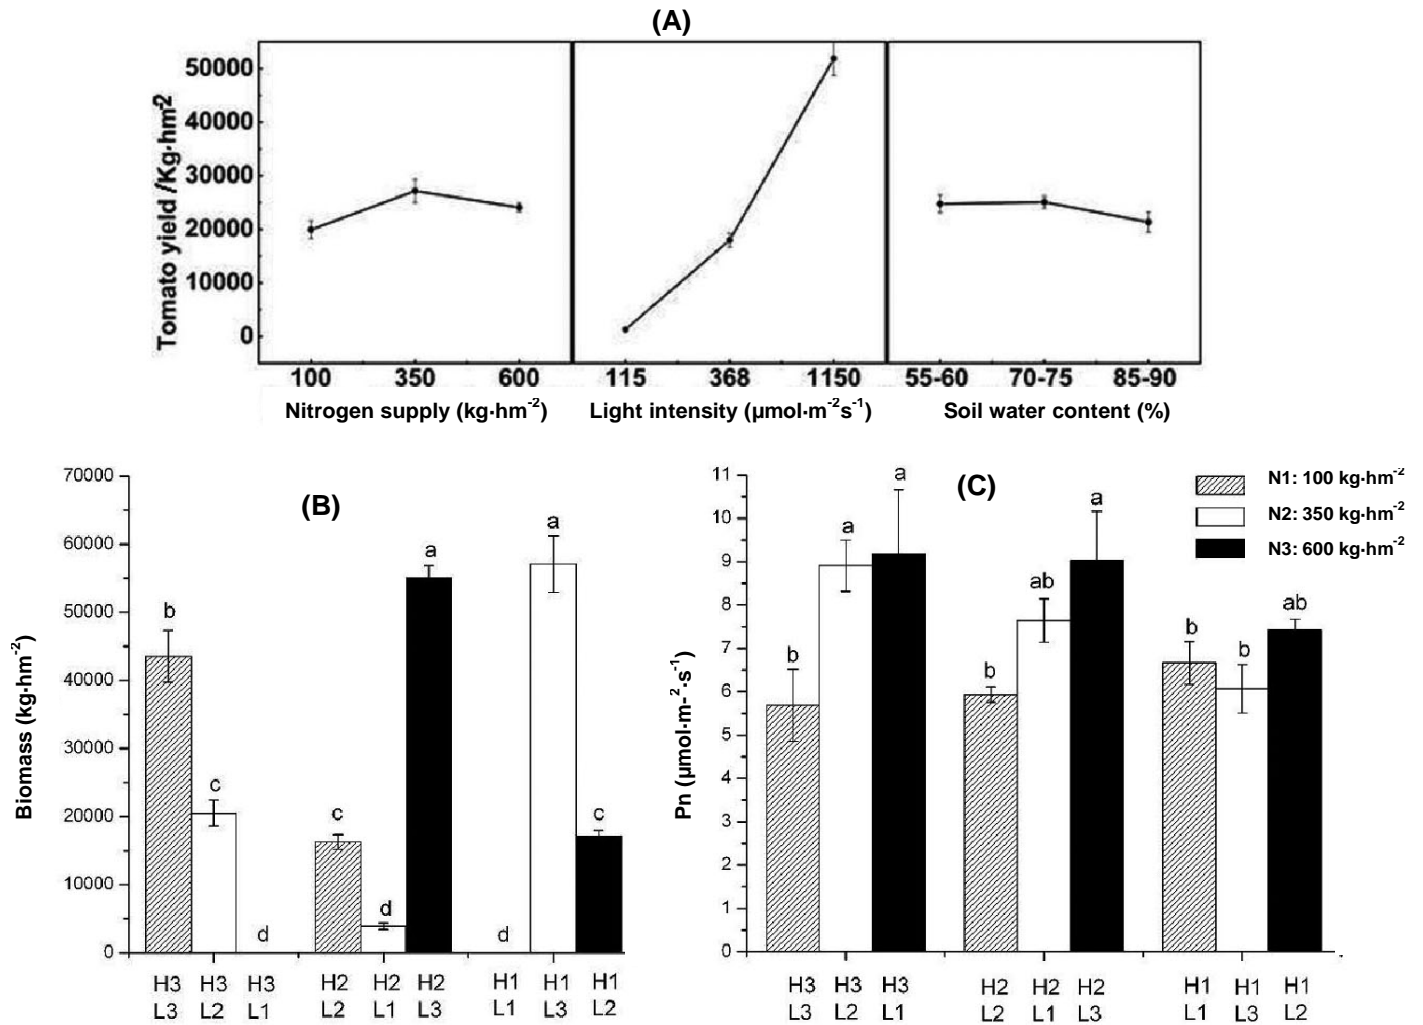 (A)
Tomato yield /Kg·hm-2
50000
40000
30000
20000
10000
0
100 350 600 115 368 1150 55-60 70-75 85-90
Nitrogen supply (kg·hm-2) Light intensity (µmol·m-2s-1) Soil water content (%)
(B)
Biomass (kg·hm-2)
70000
60000
50000
40000
30000
20000
10000
0
b c d c d a d a c
H3 H3 H3 H2 H2 H2 H1 H1 H1
L3 L2 L1 L2 L1 L3 L1 L3 L2
(C)
Pn (µmol·m-2·s-1)
11
10
9
8
7
6
5
4
3
2
1
0
b a a b ab a b b ab
H3 H3 H3 H2 H2 H2 H1 H1 H1
L3 L2 L1 L2 L1 L3 L1 L3 L2
N1: 100 kg·hm-2
N2: 350 kg·hm-2
N3: 600 kg·hm-2